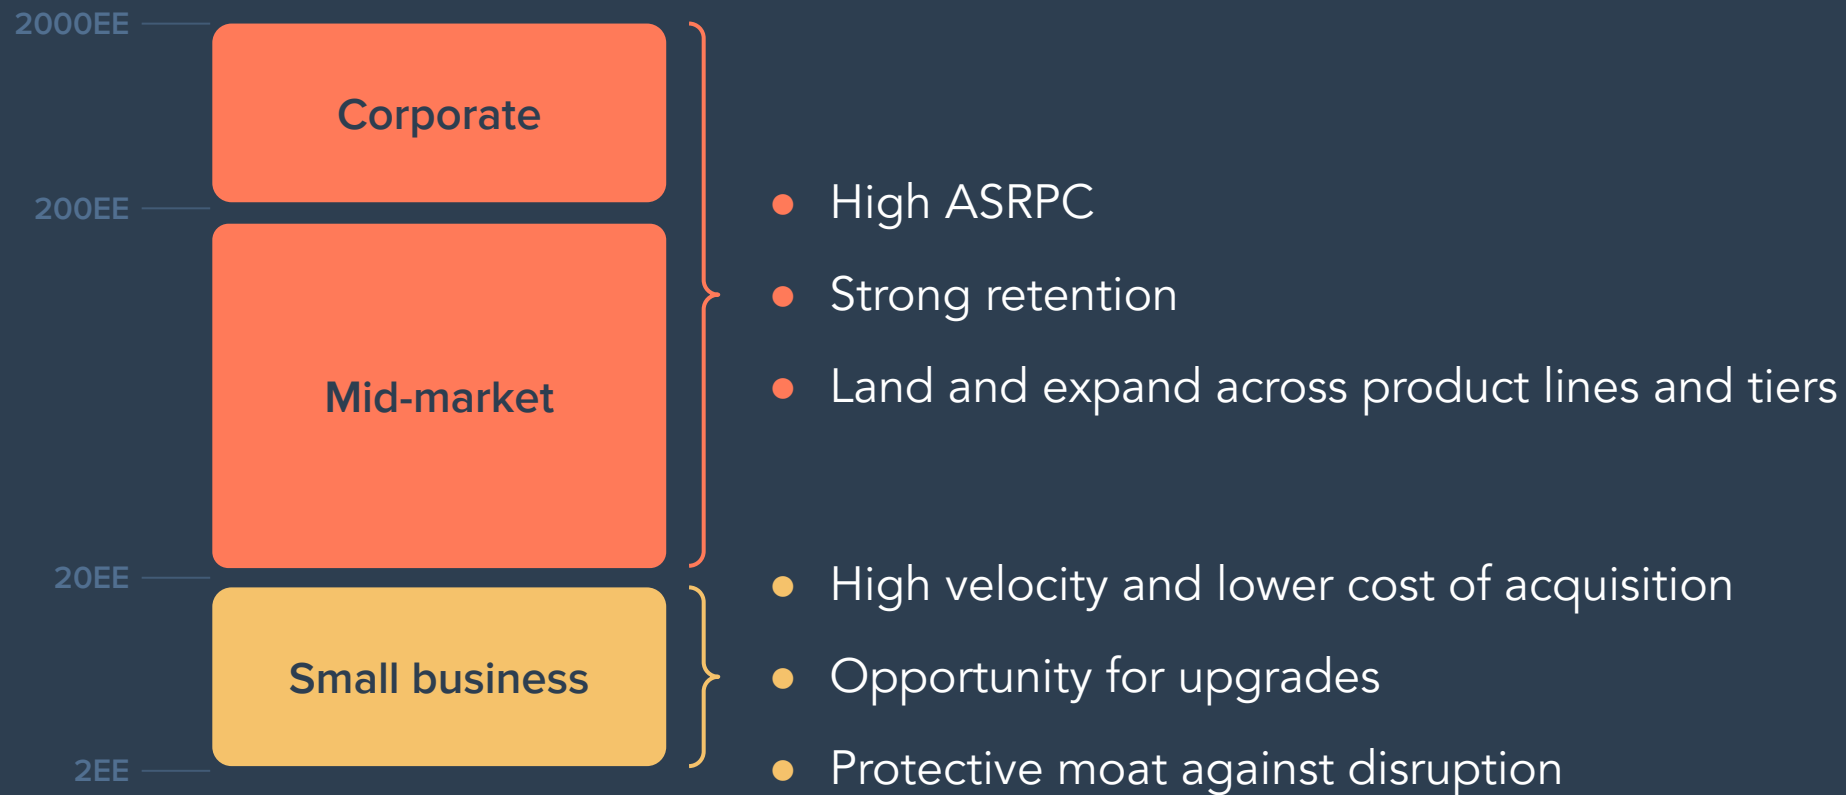 2000EE
Corporate
200EE
Mid-market
20EE
Small business
2EE
High ASRPC
Strong retention
Land and expand across product lines and tiers
High velocity and lower cost of acquisition
Opportunity for upgrades
Protective moat against disruption